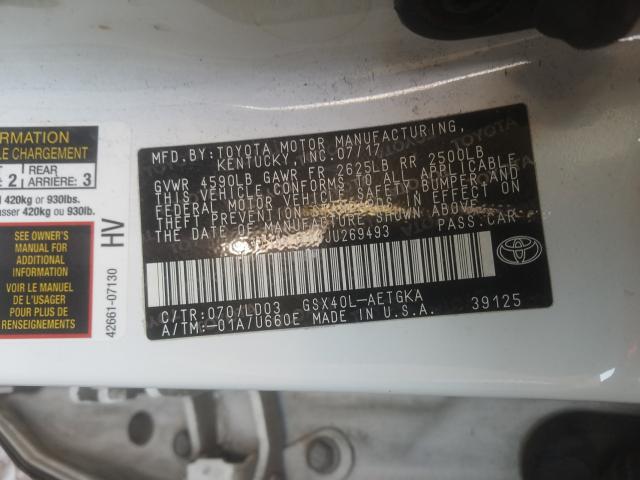 RMATION
LE CHARGEMENT
2 REAR ARRIÈRE: 3
420kg or 930lbs.
asser 420kg ou 930lb.
SEE OWNER'S
MANUAL FOR
ADDITIONAL
INFORMATION
VOIR LE
MANUEL DE
L'USAGER
POUR PLUS DE
42661-07130
HV
MFD. BY: TOYOTA MOTOR MANUFACTURING,
KENTUCKY, INC. 07/17
GVWR 4590LB GAWR FR 2625LB RR 2500LB
THIS VEHICLE CONFORMS TO ALL APPLICABLE
FEDERAL MOTOR VEHICLE SAFETY, BUMPER AND
THEFT PREVENTION STANDARDS IN EFFECT ON
THE DATE OF MANUFACTURE SHOWN ABOVE.
JU269493 PASS.CAR
TOYOTA
C/TR:070/LD03 GSX40L-AETGKA
A/TM:-01A/U660E MADE IN U.S.A. 39125